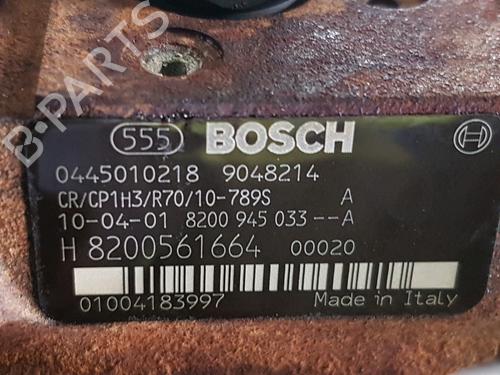 B-PARTS
555 BOSCH
0445010218 9048214
CR/CP1H3/R70/10-789S A
10-04-01 8200 945 033--A
H 8200561664 00020
01004183997 Made in Italy